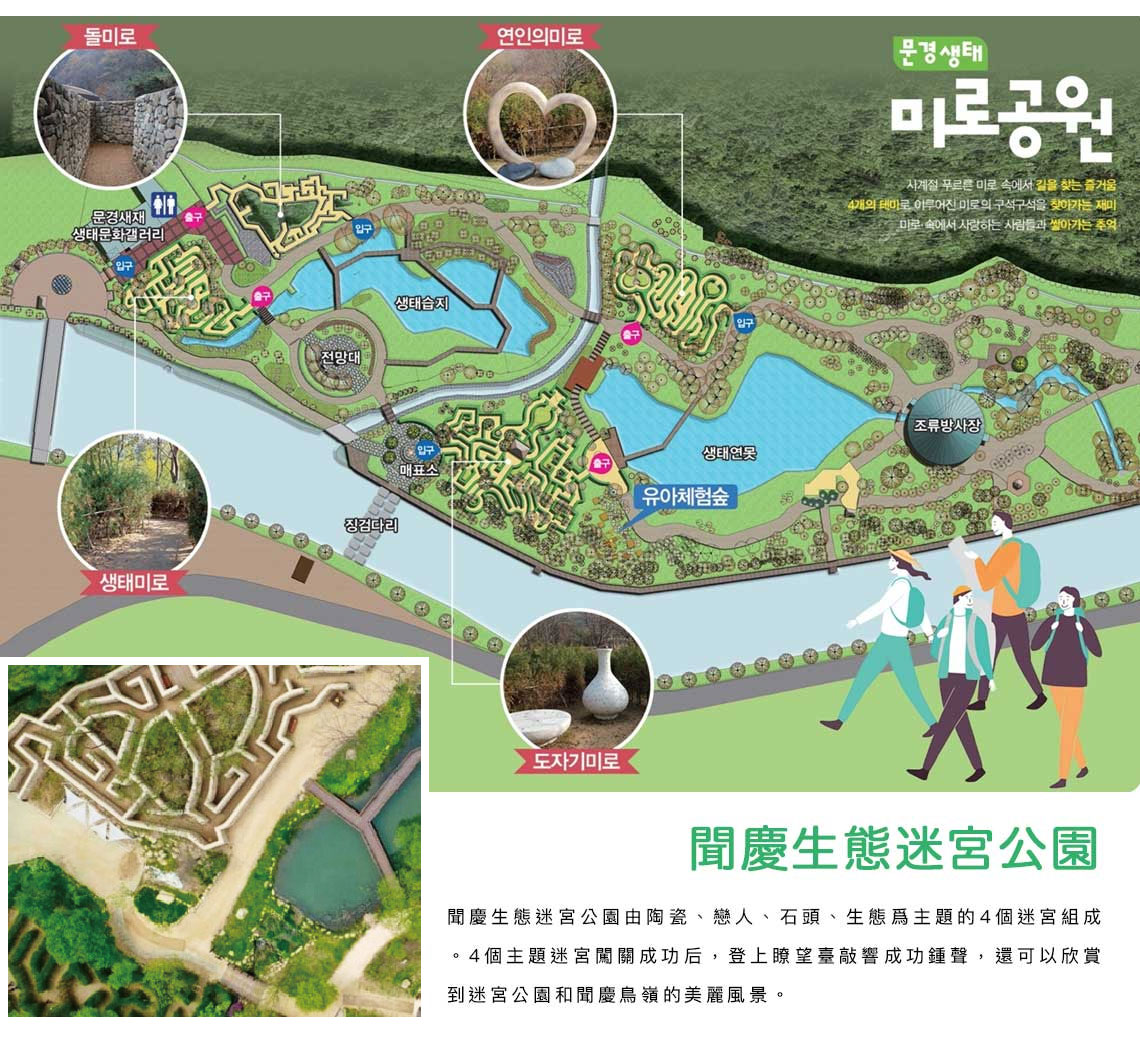 돌미로
연인의미로
문경생태
미로공원
사계절 푸르른 미로 속에서 길을 찾는 즐거움
4개의 테마로 이루어진 미로의 구석구석을 찾아가는 재미
미로 속에서 사랑하는 사람들과 쌓아가는 추억
문경새재
생태문화갤러리
출구
입구
입구
출구
생태습지
전망대
출구
입구
조류방사장
입구
매표소
출구
생태연못
유아체험숲
징검다리
생태미로
도자기미로
聞慶生態迷宮公園
聞慶生態迷宮公園由陶瓷、戀人、石頭、生態爲主題的4個迷宮組成
。4個主題迷宮闖關成功后，登上瞭望臺敲響成功鍾聲，還可以欣賞
到迷宮公園和聞慶鳥嶺的美麗風景。